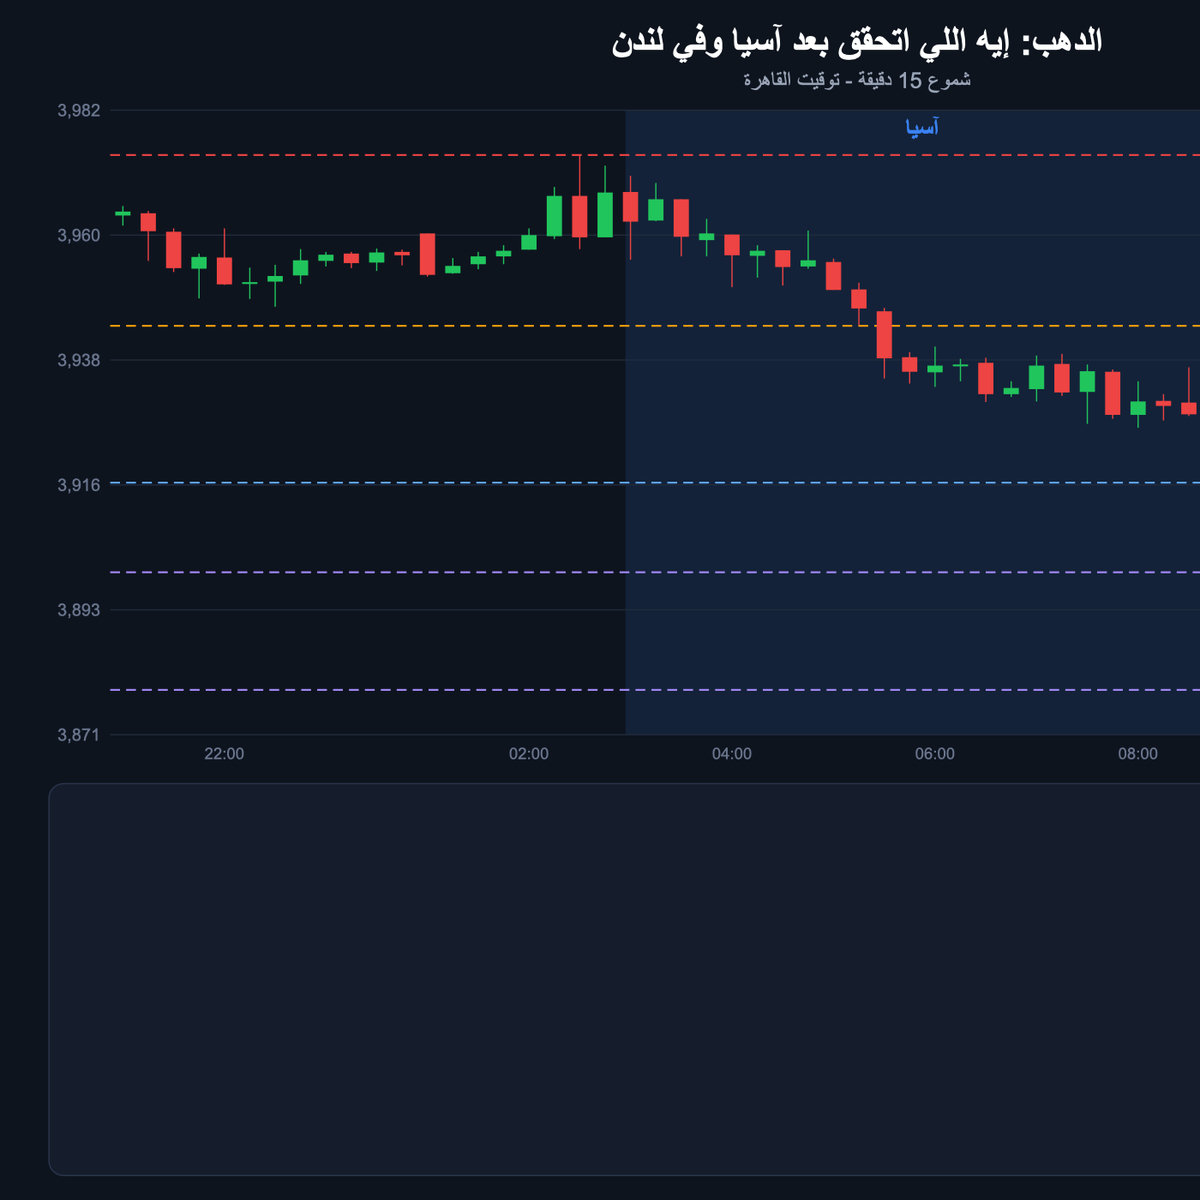 الدهب: إيه اللي اتحقق بعد آسيا وفي لندن
شموع 15 دقيقة - توقيت القاهرة
آسيا
3,982
3,960
3,938
3,916
3,893
3,871
22:00 02:00 04:00 06:00 08:00